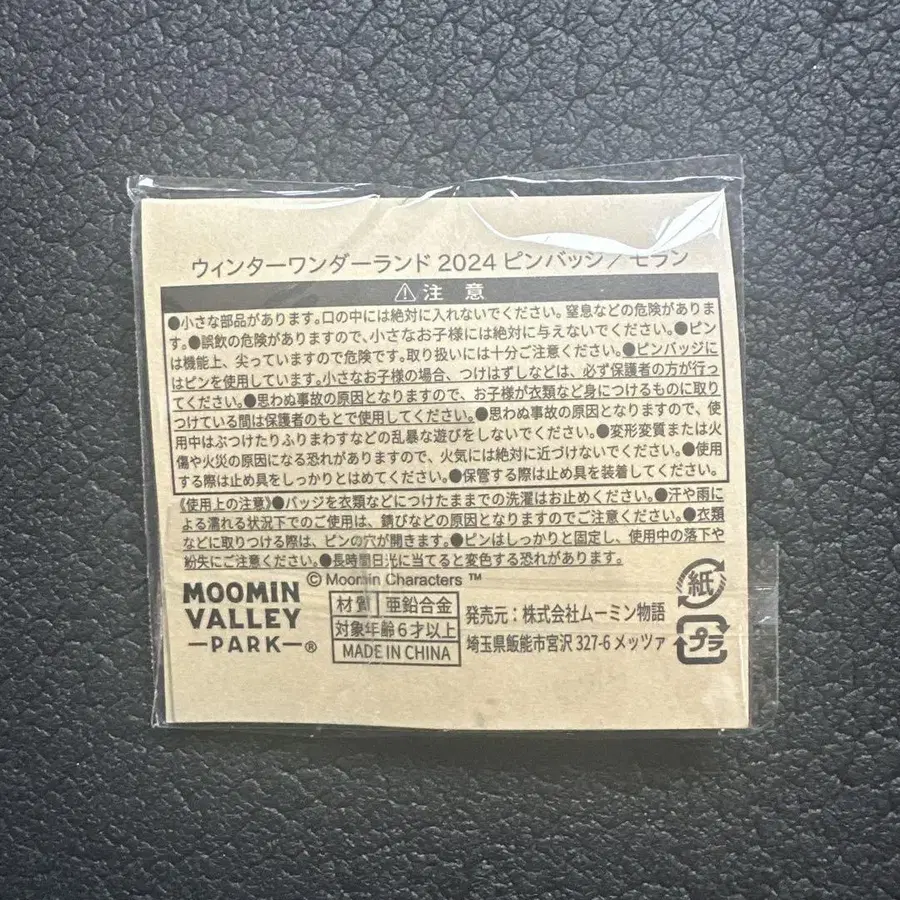 ウィンターワンダーランド 2024 ピンバッジ／モラン
⚠注 意
●小さな部品があります。口の中には絶対に入れないでください。窒息などの危険がありま
す。●誤飲の危険がありますので、小さなお子様には絶対に与えないでください。●ピン
は機能上、尖っていますので危険です。取り扱いには十分ご注意ください。●ピンバッジに
はピンを使用しています。小さなお子様の場合、つけはずしなどは、必ず保護者の方が行っ
てください。●思わぬ事故の原因となりますので、お子様が衣類など身につけるものに取り
つけている間は保護者のもとで使用してください。●思わぬ事故の原因となりますので、使
用中はぶつけたりふりまわすなどの乱暴な遊びをしないでください。●変形変質または火
傷や火災の原因になる恐れがありますので、火気には絶対に近づけないでください。●使用
する際は止め具をしっかりとはめてください。●保管する際は止め具を装着してください。
《使用上の注意》●バッジを衣類などにつけたままでの洗濯はお止めください。●汗や雨に
よる濡れる状況下でのご使用は、錆びなどの原因となりますのでご注意ください。●衣類
などに取りつける際は、ピンの穴が開きます。●ピンはしっかりと固定し、使用中の落下や
紛失にご注意ください。●長時間日光に当てると変色する恐れがあります。
© Moomin Characters ™
MOOMIN
VALLEY
PARK ®
材質 亜鉛合金
対象年齢6才以上
MADE IN CHINA
発売元：株式会社ムーミン物語
埼玉県飯能市宮沢 327-6 メッツァ
紙
プラ